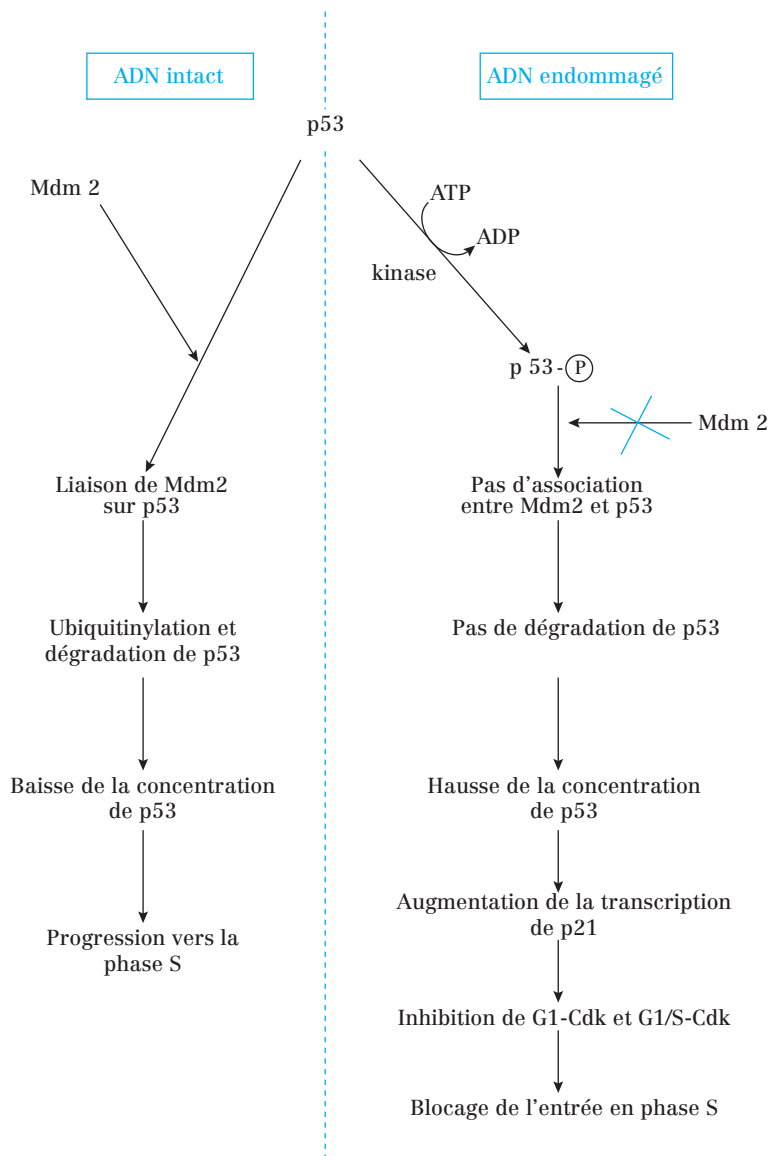 ADN intact
ADN endommagé
p53
Mdm 2
ATP
ADP
kinase
p 53 - P
Mdm 2
Liaison de Mdm2
sur p53
Pas d'association
entre Mdm2 et p53
Ubiquitinylation et
dégradation de p53
Pas de dégradation de p53
Baisse de la concentration
de p53
Hausse de la concentration
de p53
Augmentation de la transcription
de p21
Progression vers la
phase S
Inhibition de G1-Cdk et G1/S-Cdk
Blocage de l'entrée en phase S